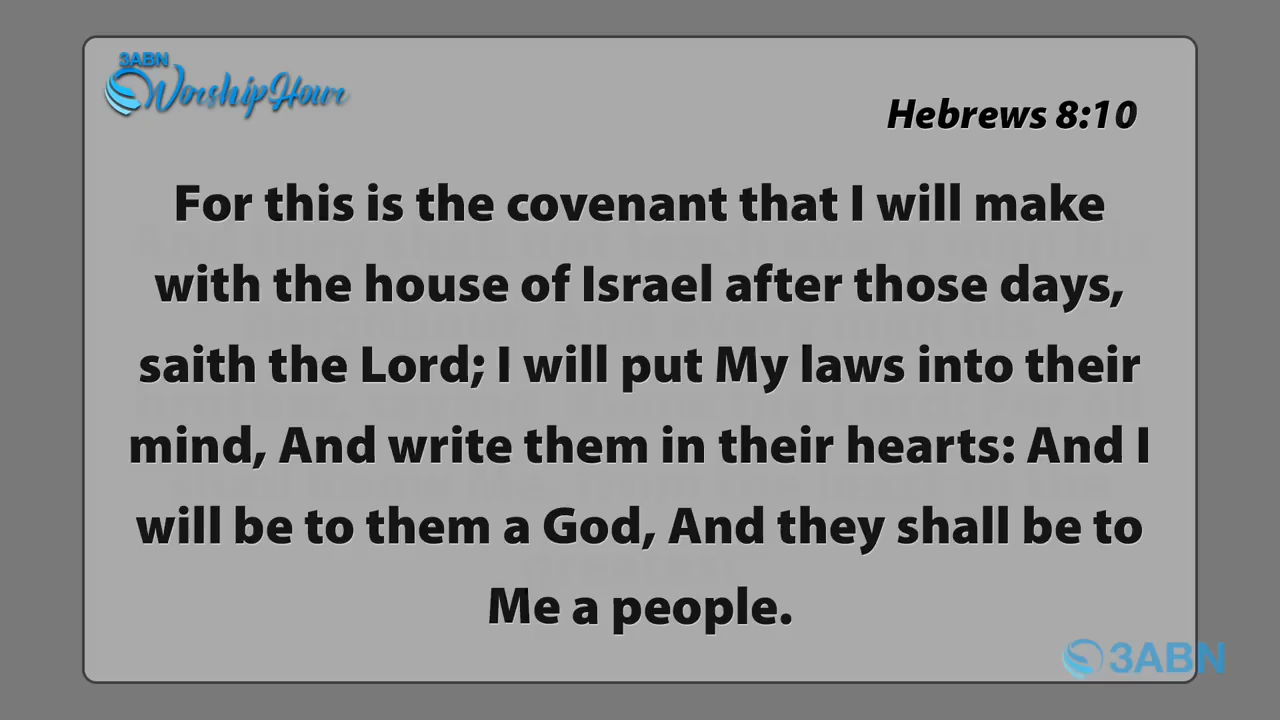 3ABN
Worship Hour
Hebrews 8:10
For this is the covenant that I will make
with the house of Israel after those days,
saith the Lord; I will put My laws into their
mind, And write them in their hearts: And I
will be to them a God, And they shall be to
Me a people.
3ABN